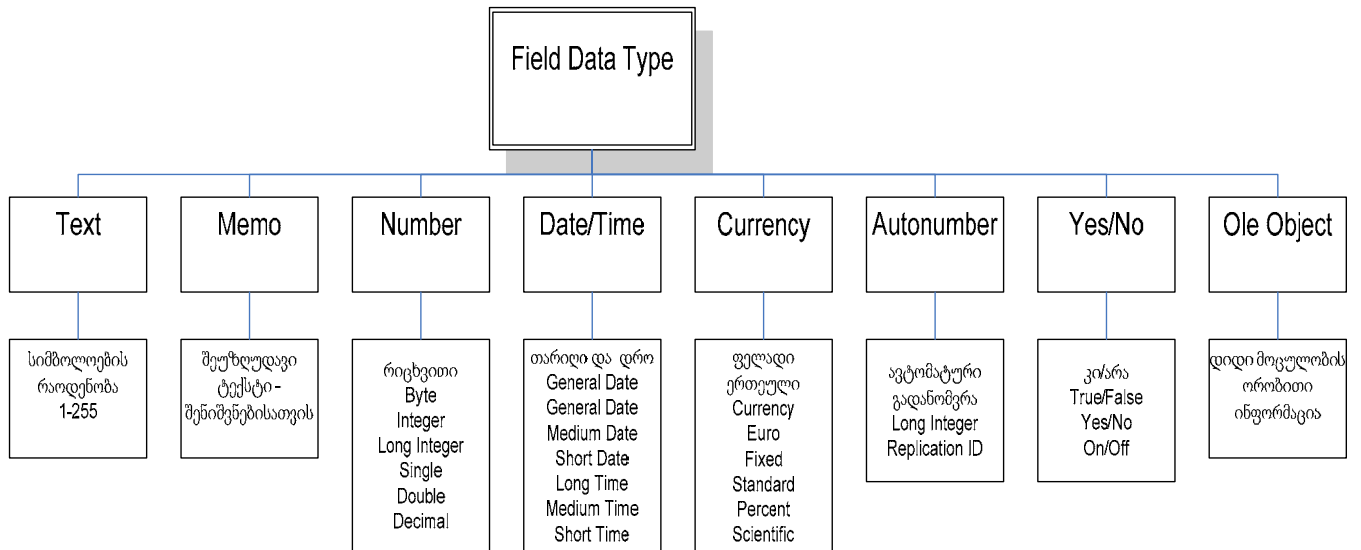 Field Data Type
Text
Memo
Number
Date/Time
Currency
Autonumber
Yes/No
Ole Object
სიმბოლოების
რაოდენობა
1-255
შეუზღუდავი
ტექსტი -
შენიშვნებისათვის
რიცხვითი
Byte
Integer
Long Integer
Single
Double
Decimal
თარიღი და დრო
General Date
General Date
Medium Date
Short Date
Long Time
Medium Time
Short Time
ფულადი
ერთეული
Currency
Euro
Fixed
Standard
Percent
Scientific
ავტომატური
გადანომვრა
Long Integer
Replication ID
კი/არა
True/False
Yes/No
On/Off
დიდი მოცულობის
ორობითი
ინფორმაცია